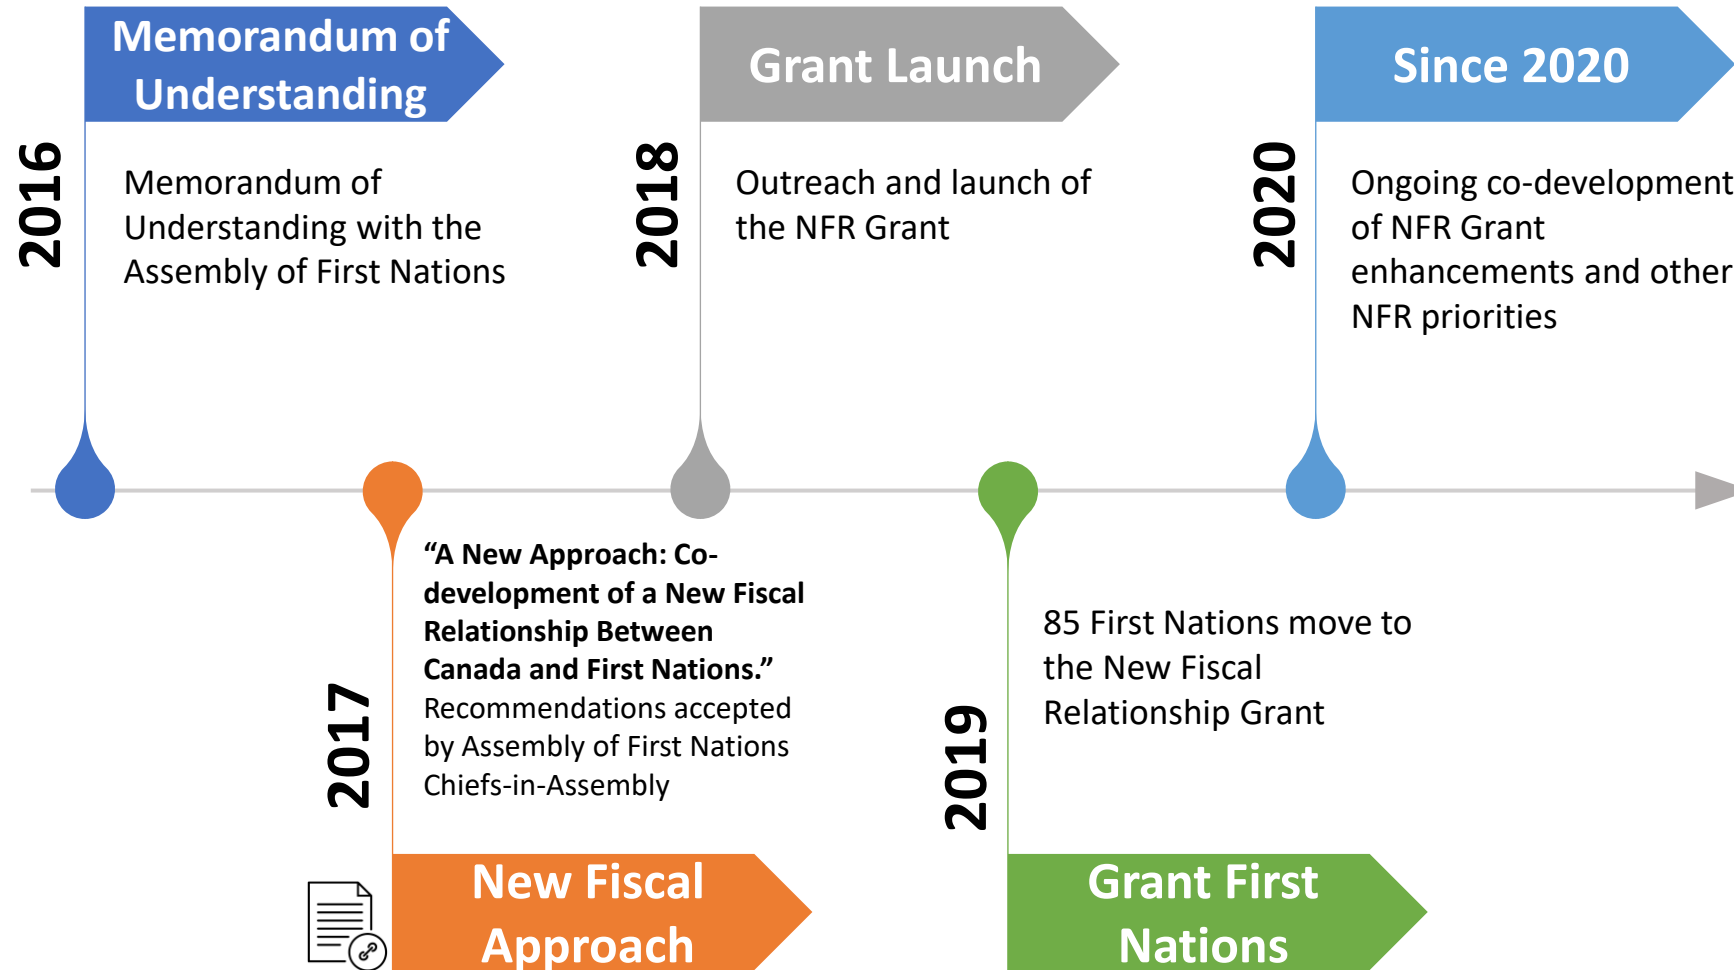 Memorandum of
Understanding
2016
Memorandum of
Understanding with the
Assembly of First Nations
Grant Launch
2018
Outreach and launch of
the NFR Grant
Since 2020
2020
Ongoing co-development
of NFR Grant
enhancements and other
NFR priorities
2017
“A New Approach: Co-
development of a New Fiscal
Relationship Between
Canada and First Nations.”
Recommendations accepted
by Assembly of First Nations
Chiefs-in-Assembly
New Fiscal
Approach
2019
85 First Nations move to
the New Fiscal
Relationship Grant
Grant First
Nations